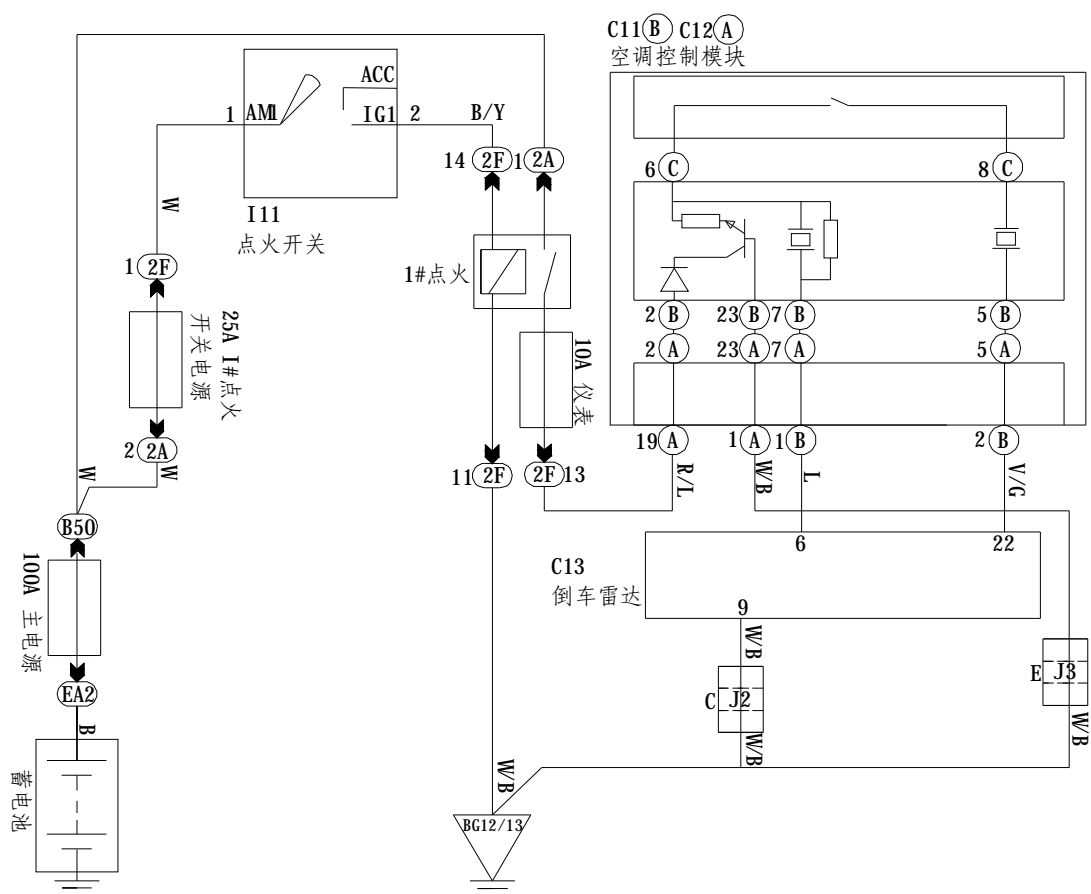 C11 B C12 A
空调控制模块
ACC
1 AM1
IG1 2
B/Y
I11
点火开关
14 2F
1 2A
6 C
8 C
W
1 2F
1#点火
25A I#点火
开关电源
2 B
23 B
7 B
5 B
2 A
23 A
7 A
5 A
10A 仪表
2 2A
W
W
19 A
1 A
1 B
2 B
11 2F
2F 13
R/L
W/B
L
V/G
B50
100A 主电源
6
22
C13
倒车雷达
9
W/B
E J3
W/B
C J2
W/B
EA2
B
蓄电池
W/B
BG12/13